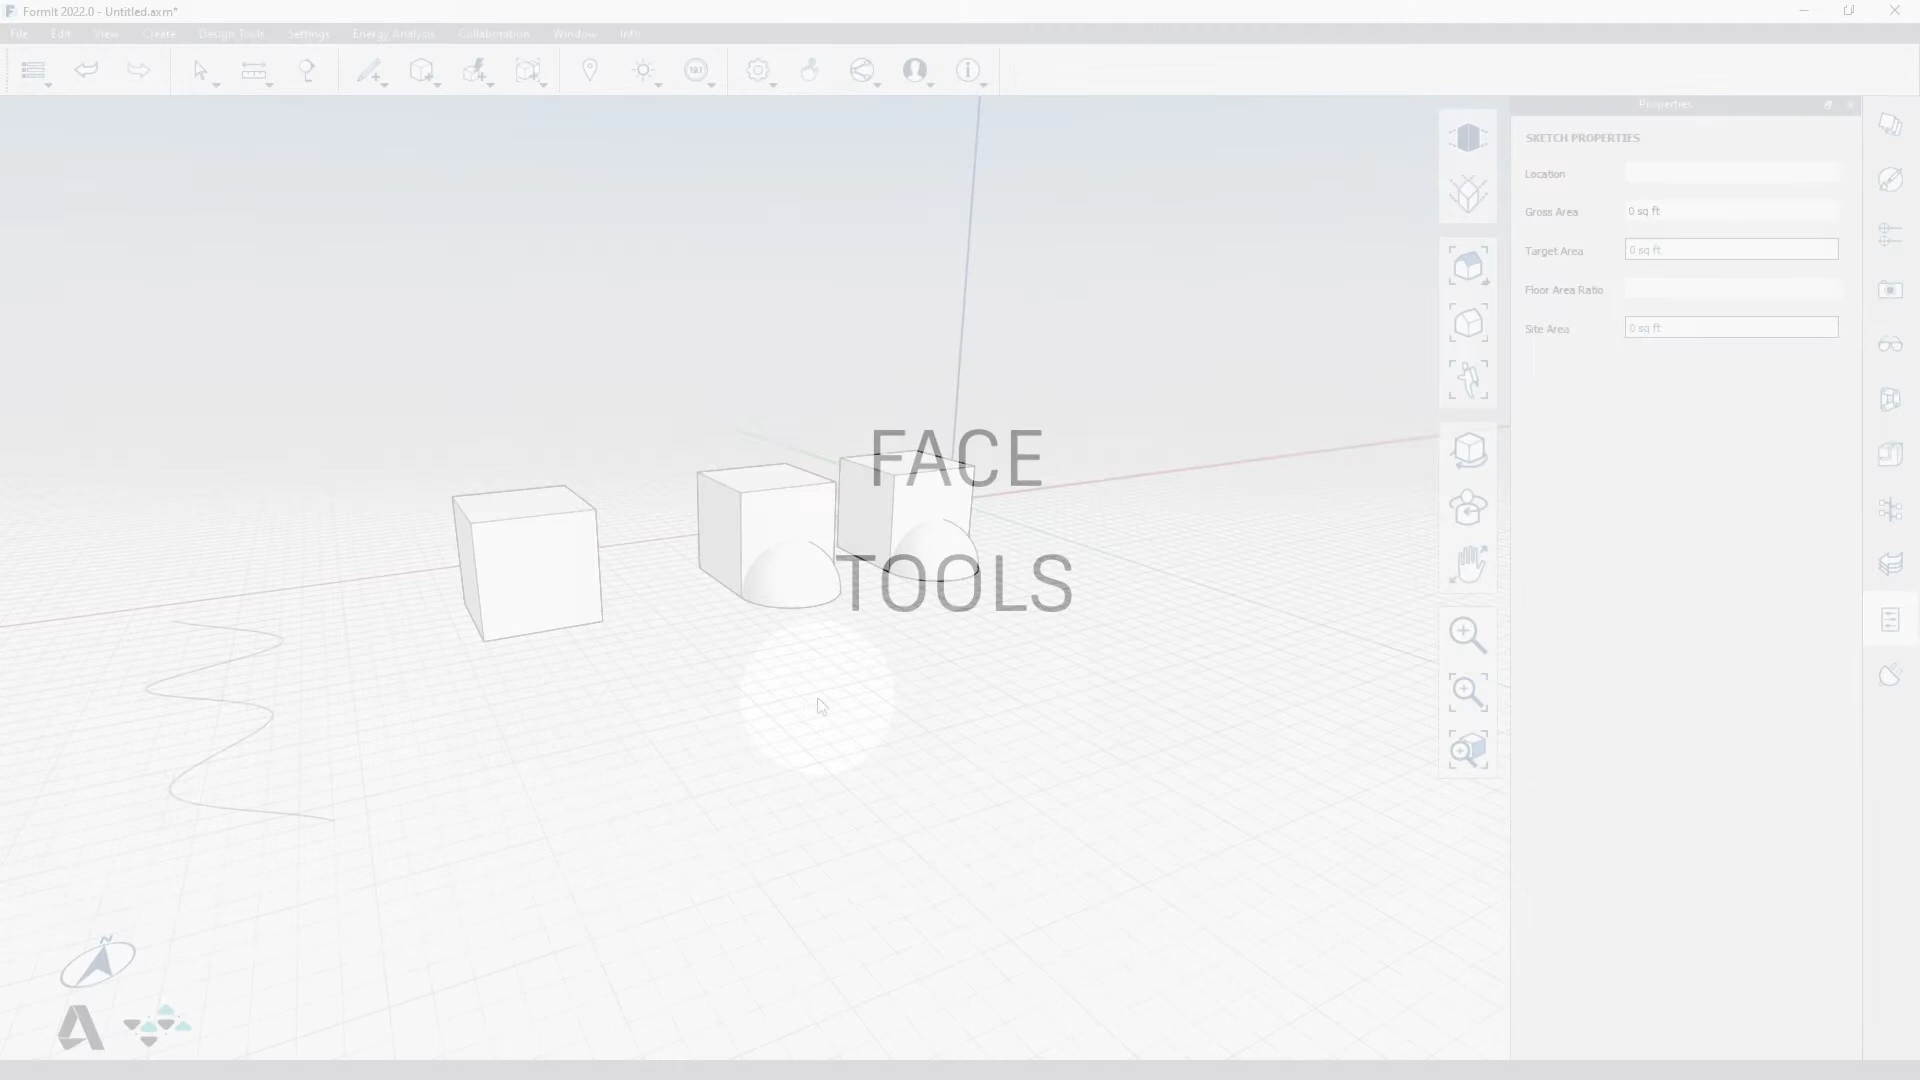 FormIt 2022.0 - Untitled.axm*
File Edit View Create Design Tools Settings Energy Analysis Collaboration Window Info
Properties
SKETCH PROPERTIES
Location
Gross Area 0 sq ft
Target Area 0 sq ft
Floor Area Ratio
Site Area 0 sq ft
FACE
TOOLS
N